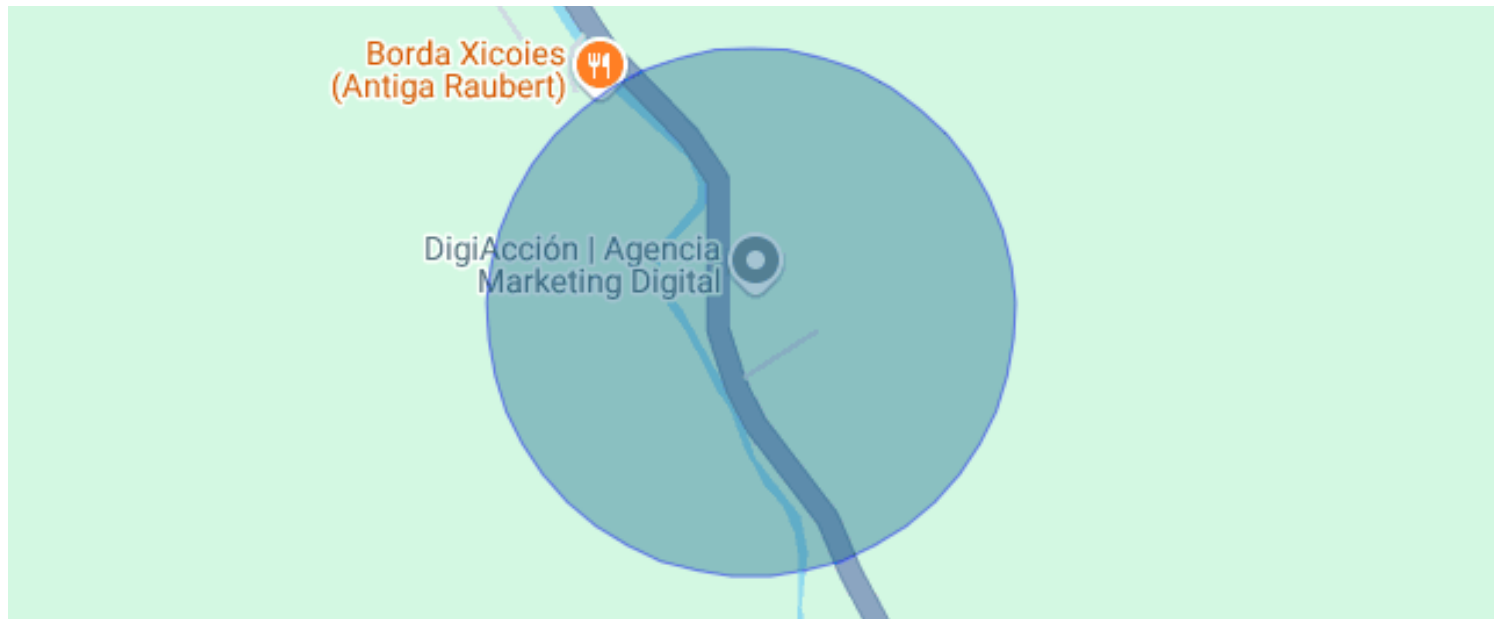 Borda Xicoies
(Antiga Raubert)
DigiAcción | Agencia
Marketing Digital